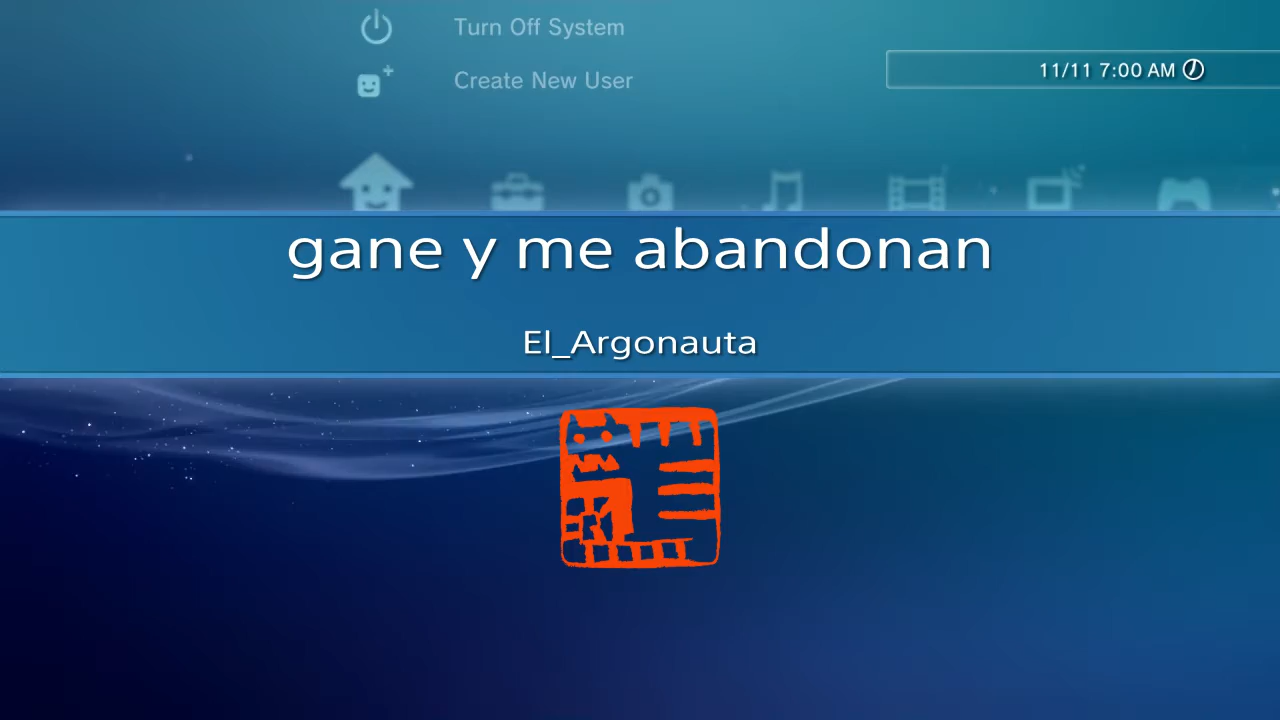 Turn Off System
Create New User
11/11 7:00 AM
gane y me abandonan
El_Argonauta